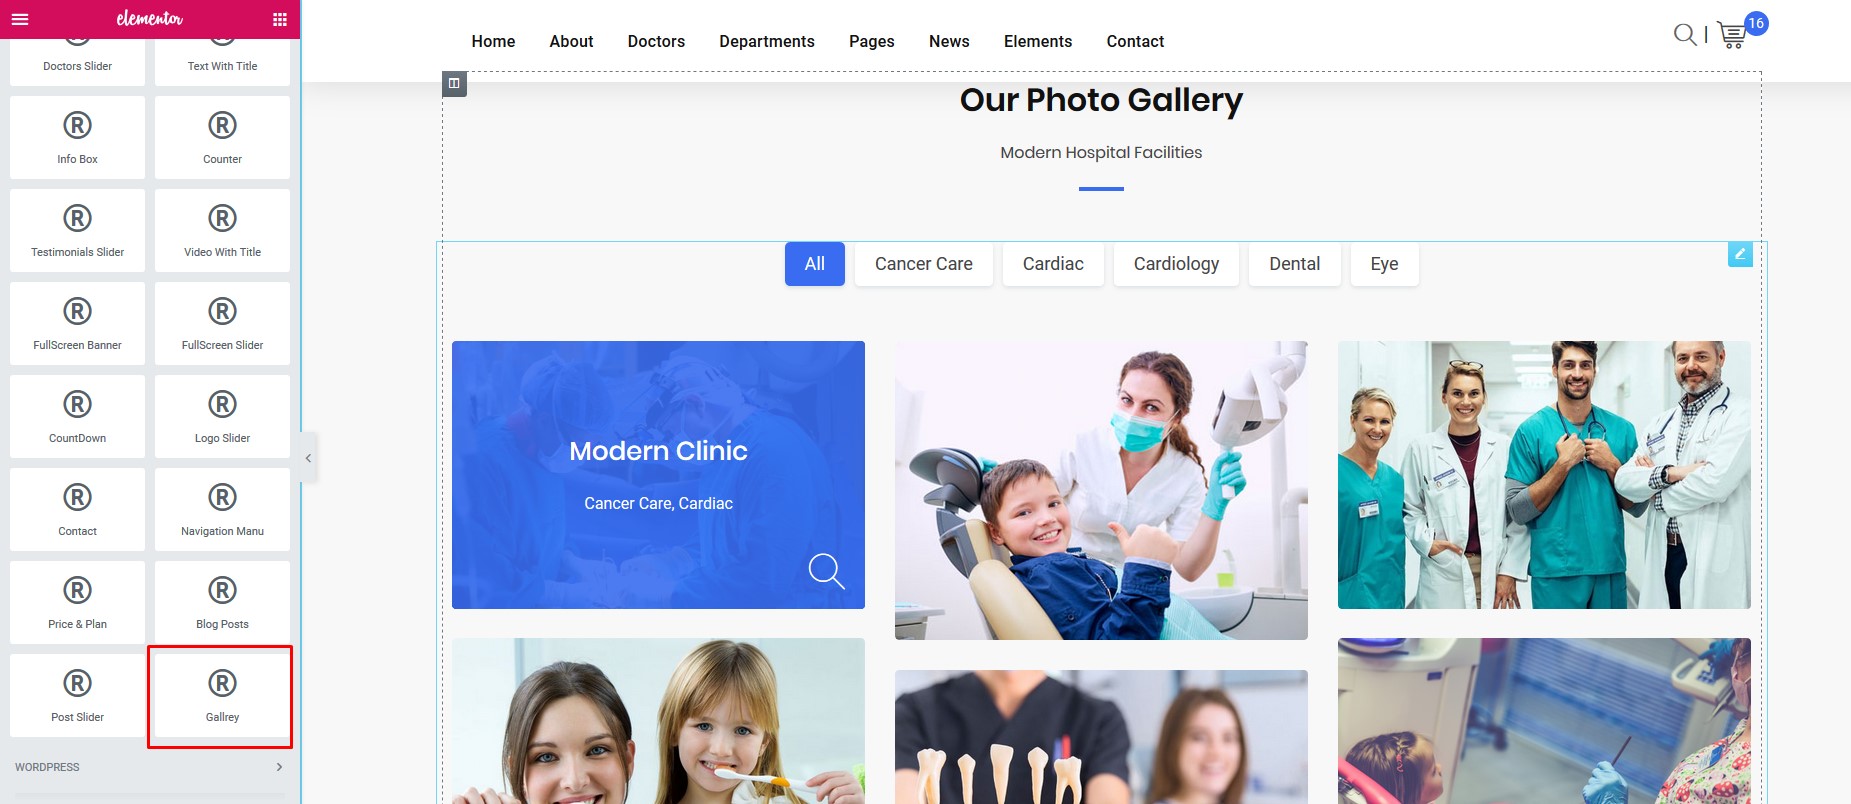 elementor
Doctors Slider
Text With Title
Info Box
Counter
Testimonials Slider
Video With Title
FullScreen Banner
FullScreen Slider
CountDown
Logo Slider
Contact
Navigation Manu
Price & Plan
Blog Posts
Post Slider
Gallrey
WORDPRESS
Home About Doctors Departments Pages News Elements Contact
16
Our Photo Gallery
Modern Hospital Facilities
All Cancer Care Cardiac Cardiology Dental Eye
Modern Clinic
Cancer Care, Cardiac